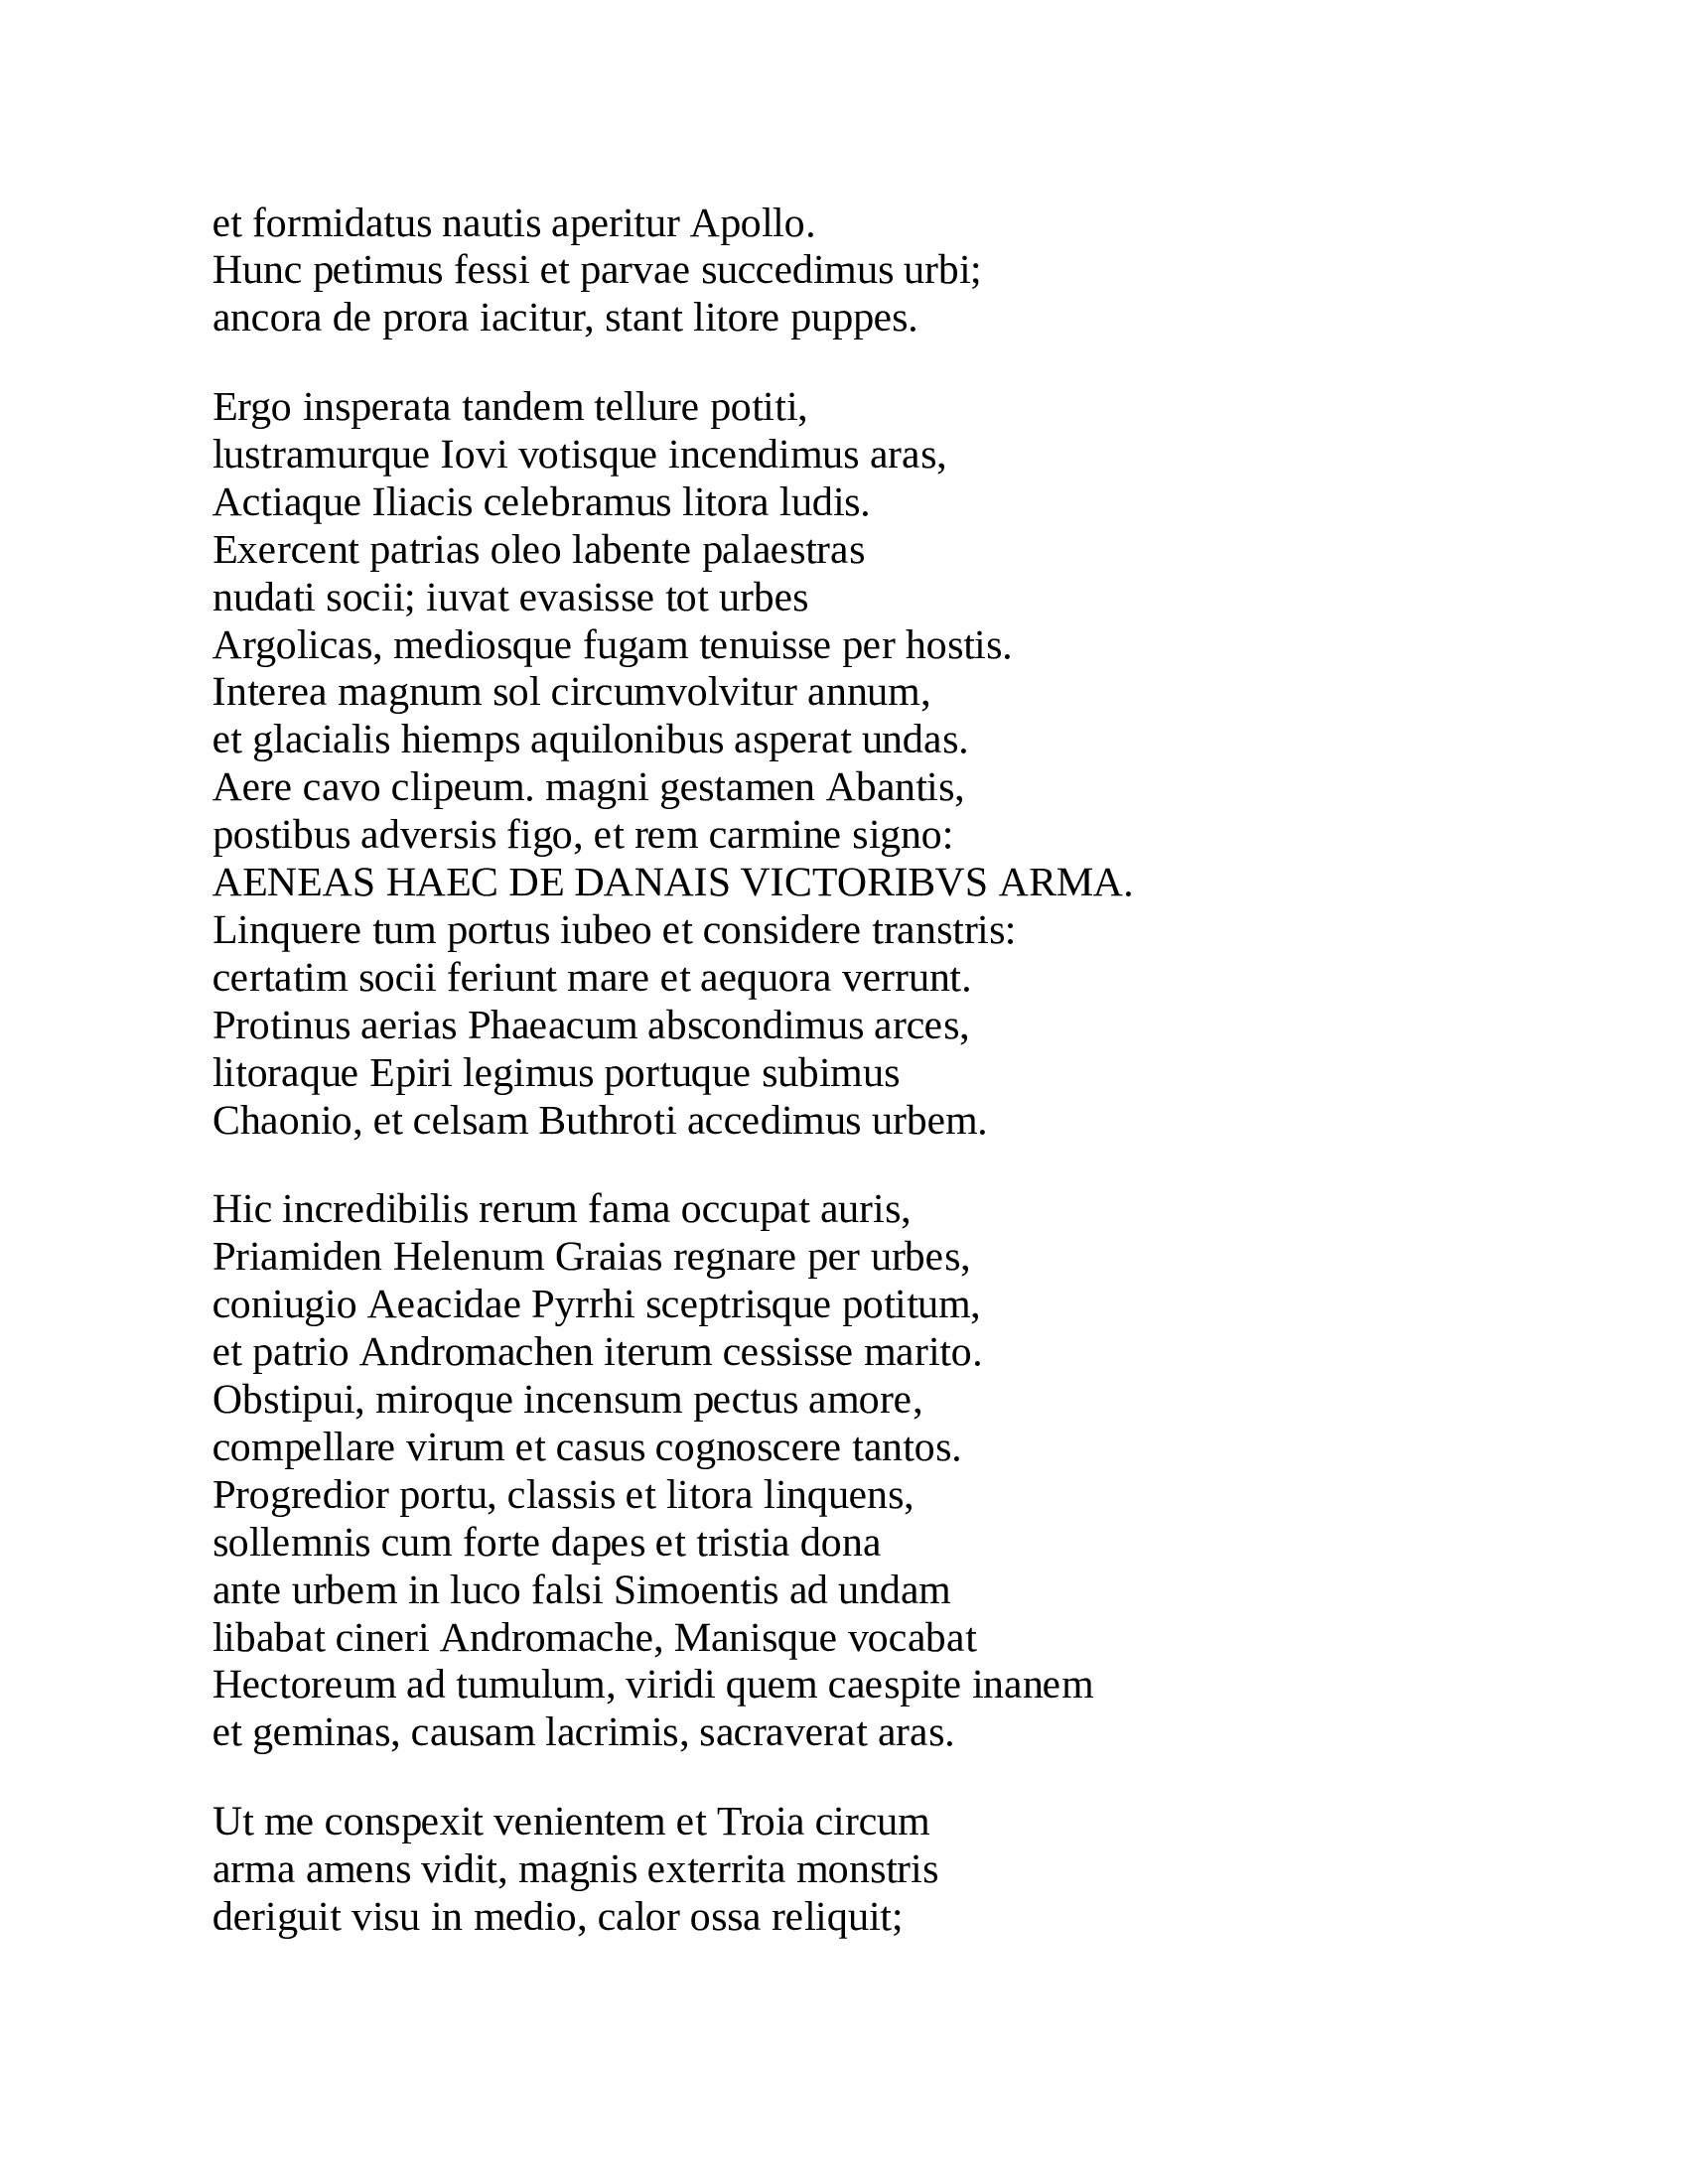 et formidatus nautis aperitur Apollo.
Hunc petimus fessi et parvae succedimus urbi;
ancora de prora iacitur, stant litore puppes.
Ergo insperata tandem tellure potiti,
lustramurque Iovi votisque incendimus aras,
Actiaque Iliacis celebramus litora ludis.
Exercent patrias oleo labente palaestras
nudati socii; iuvat evasisse tot urbes
Argolicas, mediosque fugam tenuisse per hostis.
Interea magnum sol circumvolvitur annum,
et glacialis hiemps aquilonibus asperat undas.
Aere cavo clipeum. magni gestamen Abantis,
postibus adversis figo, et rem carmine signo:
AENEAS HAEC DE DANAIS VICTORIBVS ARMA.
Linquere tum portus iubeo et considere transtris:
certatim socii feriunt mare et aequora verrunt.
Protinus aerias Phaeacum abscondimus arces,
litoraque Epiri legimus portuque subimus
Chaonio, et celsam Buthroti accedimus urbem.
Hic incredibilis rerum fama occupat auris,
Priamiden Helenum Graias regnare per urbes,
coniugio Aeacidae Pyrrhi sceptrisque potitum,
et patrio Andromachen iterum cessisse marito.
Obstipui, miroque incensum pectus amore,
compellare virum et casus cognoscere tantos.
Progredior portu, classis et litora linquens,
sollemnis cum forte dapes et tristia dona
ante urbem in luco falsi Simoentis ad undam
libabat cineri Andromache, Manisque vocabat
Hectoreum ad tumulum, viridi quem caespite inanem
et geminas, causam lacrimis, sacraverat aras.
Ut me conspexit venientem et Troia circum
arma amens vidit, magnis exterrita monstris
deriguit visu in medio, calor ossa reliquit;